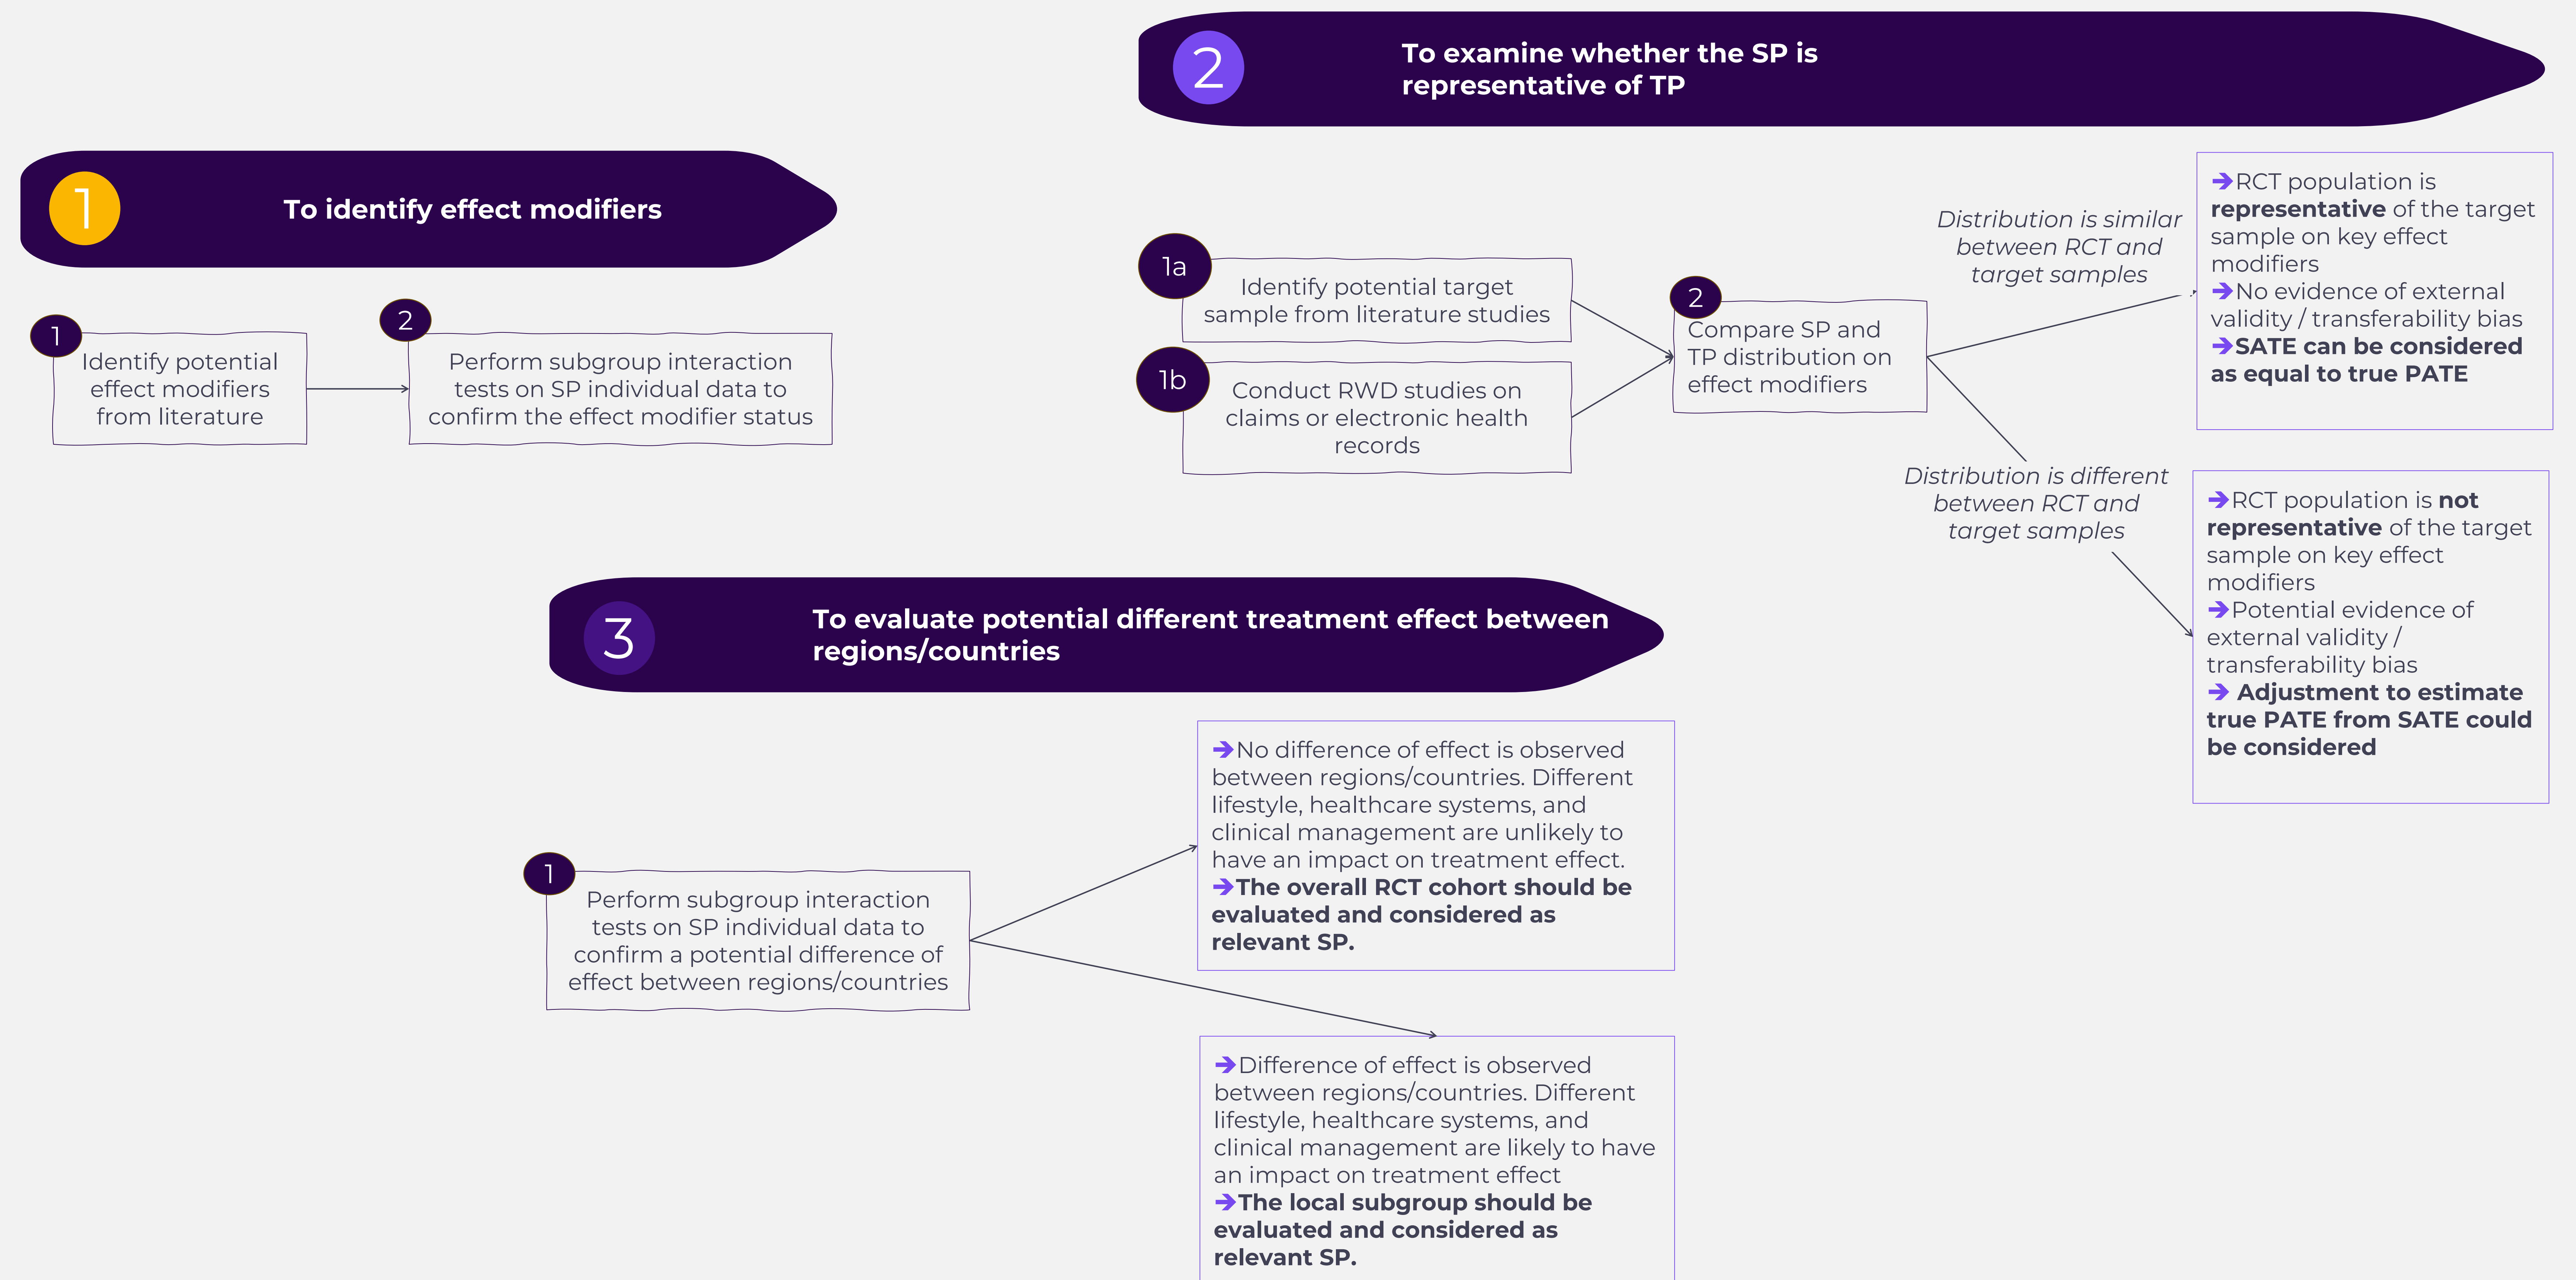 1
To identify effect modifiers
1
Identify potential
effect modifiers
from literature
2
Perform subgroup interaction
tests on SP individual data to
confirm the effect modifier status
2
To examine whether the SP is
representative of TP
1a
Identify potential target
sample from literature studies
1b
Conduct RWD studies on
claims or electronic health
records
2
Compare SP and
TP distribution on
effect modifiers
Distribution is similar
between RCT and
target samples
➔RCT population is
representative of the target
sample on key effect
modifiers
➔No evidence of external
validity / transferability bias
➔SATE can be considered
as equal to true PATE
Distribution is different
between RCT and
target samples
➔RCT population is not
representative of the target
sample on key effect
modifiers
➔Potential evidence of
external validity /
transferability bias
➔ Adjustment to estimate
true PATE from SATE could
be considered
3
To evaluate potential different treatment effect between
regions/countries
1
Perform subgroup interaction
tests on SP individual data to
confirm a potential difference of
effect between regions/countries
➔No difference of effect is observed
between regions/countries. Different
lifestyle, healthcare systems, and
clinical management are unlikely to
have an impact on treatment effect.
➔The overall RCT cohort should be
evaluated and considered as
relevant SP.
➔Difference of effect is observed
between regions/countries. Different
lifestyle, healthcare systems, and
clinical management are likely to have
an impact on treatment effect
➔The local subgroup should be
evaluated and considered as
relevant SP.